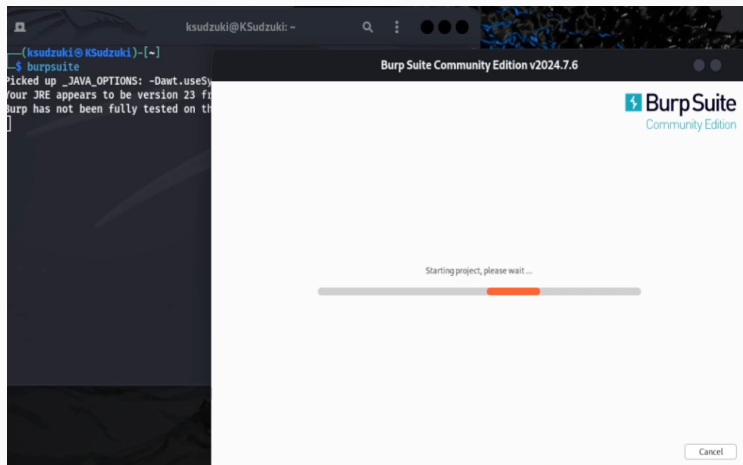 ksudzuki@KSudzuki: ~
(ksudzuki㉿KSudzuki)-[~]
$ burpsuite
Picked up _JAVA_OPTIONS: -Dawt.useSy
Your JRE appears to be version 23 fr
Burp has not been fully tested on th
Burp Suite Community Edition v2024.7.6
Burp Suite
Community Edition
Starting project, please wait ...
Cancel